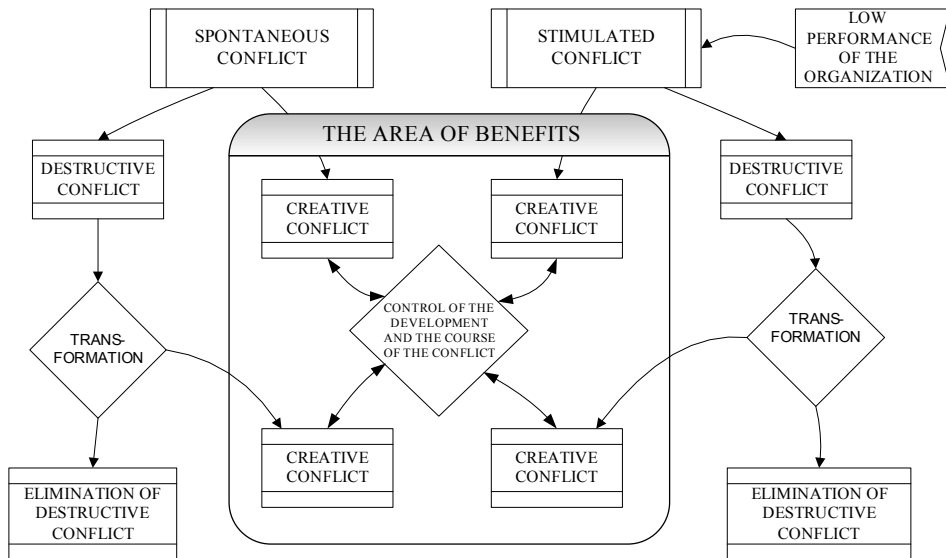 SPONTANEOUS
CONFLICT
STIMULATED
CONFLICT
LOW
PERFORMANCE
OF THE
ORGANIZATION
THE AREA OF BENEFITS
DESTRUCTIVE
CONFLICT
CREATIVE
CONFLICT
CREATIVE
CONFLICT
DESTRUCTIVE
CONFLICT
TRANS-
FORMATION
CONTROL OF THE
DEVELOPMENT
AND THE COURSE
OF THE CONFLICT
TRANS-
FORMATION
CREATIVE
CONFLICT
CREATIVE
CONFLICT
ELIMINATION OF
DESTRUCTIVE
CONFLICT
ELIMINATION OF
DESTRUCTIVE
CONFLICT